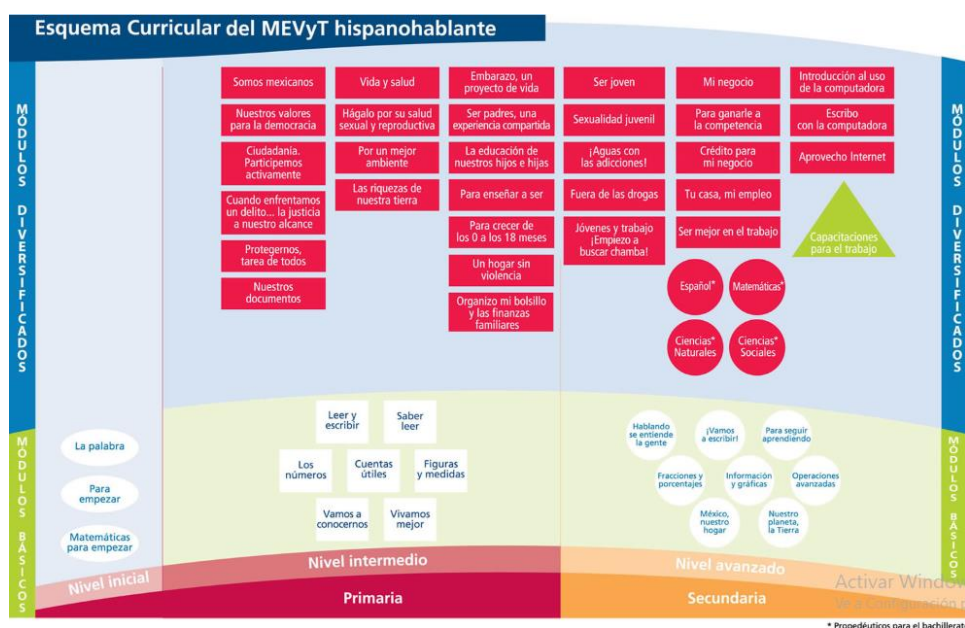 Esquema Curricular del MEVyT hispanohablante
MÓDULOS DIVERSIFICADOS
MÓDULOS BÁSICOS
Somos mexicanos
Nuestros valores
para la democracia
Ciudadanía.
Participemos
activamente
Cuando enfrentamos
un delito... la justicia
a nuestro alcance
Protegernos,
tarea de todos
Nuestros
documentos
Vida y salud
Hágalo por su salud
sexual y reproductiva
Por un mejor
ambiente
Las riquezas de
nuestra tierra
Embarazo, un
proyecto de vida
Ser padres, una
experiencia compartida
La educación de
nuestros hijos e hijas
Para enseñar a ser
Para crecer de
los 0 a los 18 meses
Un hogar sin
violencia
Organizo mi bolsillo
y las finanzas
familiares
Ser joven
Sexualidad juvenil
¡Aguas con
las adicciones!
Fuera de las drogas
Jóvenes y trabajo
¡Empiezo a
buscar chamba!
Mi negocio
Para ganarle a
la competencia
Crédito para
mi negocio
Tu casa, mi empleo
Ser mejor en el trabajo
Español*
Matemáticas*
Ciencias*
Naturales
Ciencias*
Sociales
Introducción al uso
de la computadora
Escribo
con la computadora
Aprovecho Internet
Capacitaciones
para el trabajo
MÓDULOS DIVERSIFICADOS
MÓDULOS BÁSICOS
La palabra
Para
empezar
Matemáticas
para empezar
Leer y
escribir
Saber
leer
Los
números
Cuentas
útiles
Figuras
y medidas
Vamos a
conocernos
Vivamos
mejor
Hablando
se entiende
la gente
¡Vamos
a escribir!
Para seguir
aprendiendo
Fracciones y
porcentajes
Información
y gráficas
Operaciones
avanzadas
México,
nuestro
hogar
Nuestro
planeta,
la Tierra
Nivel inicial
Nivel intermedio
Nivel avanzado
Primaria
Secundaria
Activar Window
Ve a Configuración p
* Propedéuticos para el bachillerato